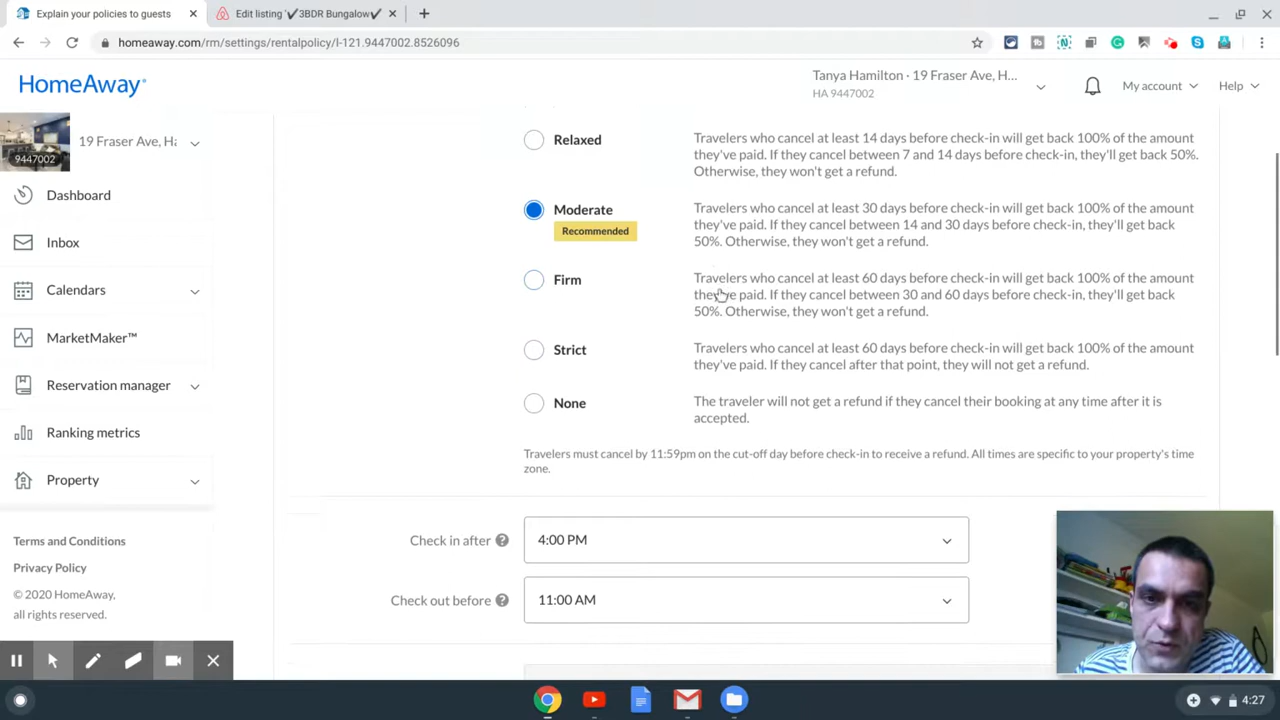 Explain your policies to guests
Edit listing '✔3BDR Bungalow✔
homeaway.com/rm/settings/rentalpolicy/l-121.9447002.8526096
HomeAway
Tanya Hamilton · 19 Fraser Ave, H...
HA 9447002
My account
Help
9447002
19 Fraser Ave, Ha
Dashboard
Inbox
Calendars
MarketMaker™
Reservation manager
Ranking metrics
Property
Terms and Conditions
Privacy Policy
© 2020 HomeAway,
all rights reserved.
Relaxed
Travelers who cancel at least 14 days before check-in will get back 100% of the amount
they've paid. If they cancel between 7 and 14 days before check-in, they'll get back 50%.
Otherwise, they won't get a refund.
Moderate
Recommended
Travelers who cancel at least 30 days before check-in will get back 100% of the amount
they've paid. If they cancel between 14 and 30 days before check-in, they'll get back
50%. Otherwise, they won't get a refund.
Firm
Travelers who cancel at least 60 days before check-in will get back 100% of the amount
they've paid. If they cancel between 30 and 60 days before check-in, they'll get back
50%. Otherwise, they won't get a refund.
Strict
Travelers who cancel at least 60 days before check-in will get back 100% of the amount
they've paid. If they cancel after that point, they will not get a refund.
None
The traveler will not get a refund if they cancel their booking at any time after it is
accepted.
Travelers must cancel by 11:59pm on the cut-off day before check-in to receive a refund. All times are specific to your property's time
zone.
Check in after
4:00 PM
Check out before
11:00 AM
4:27